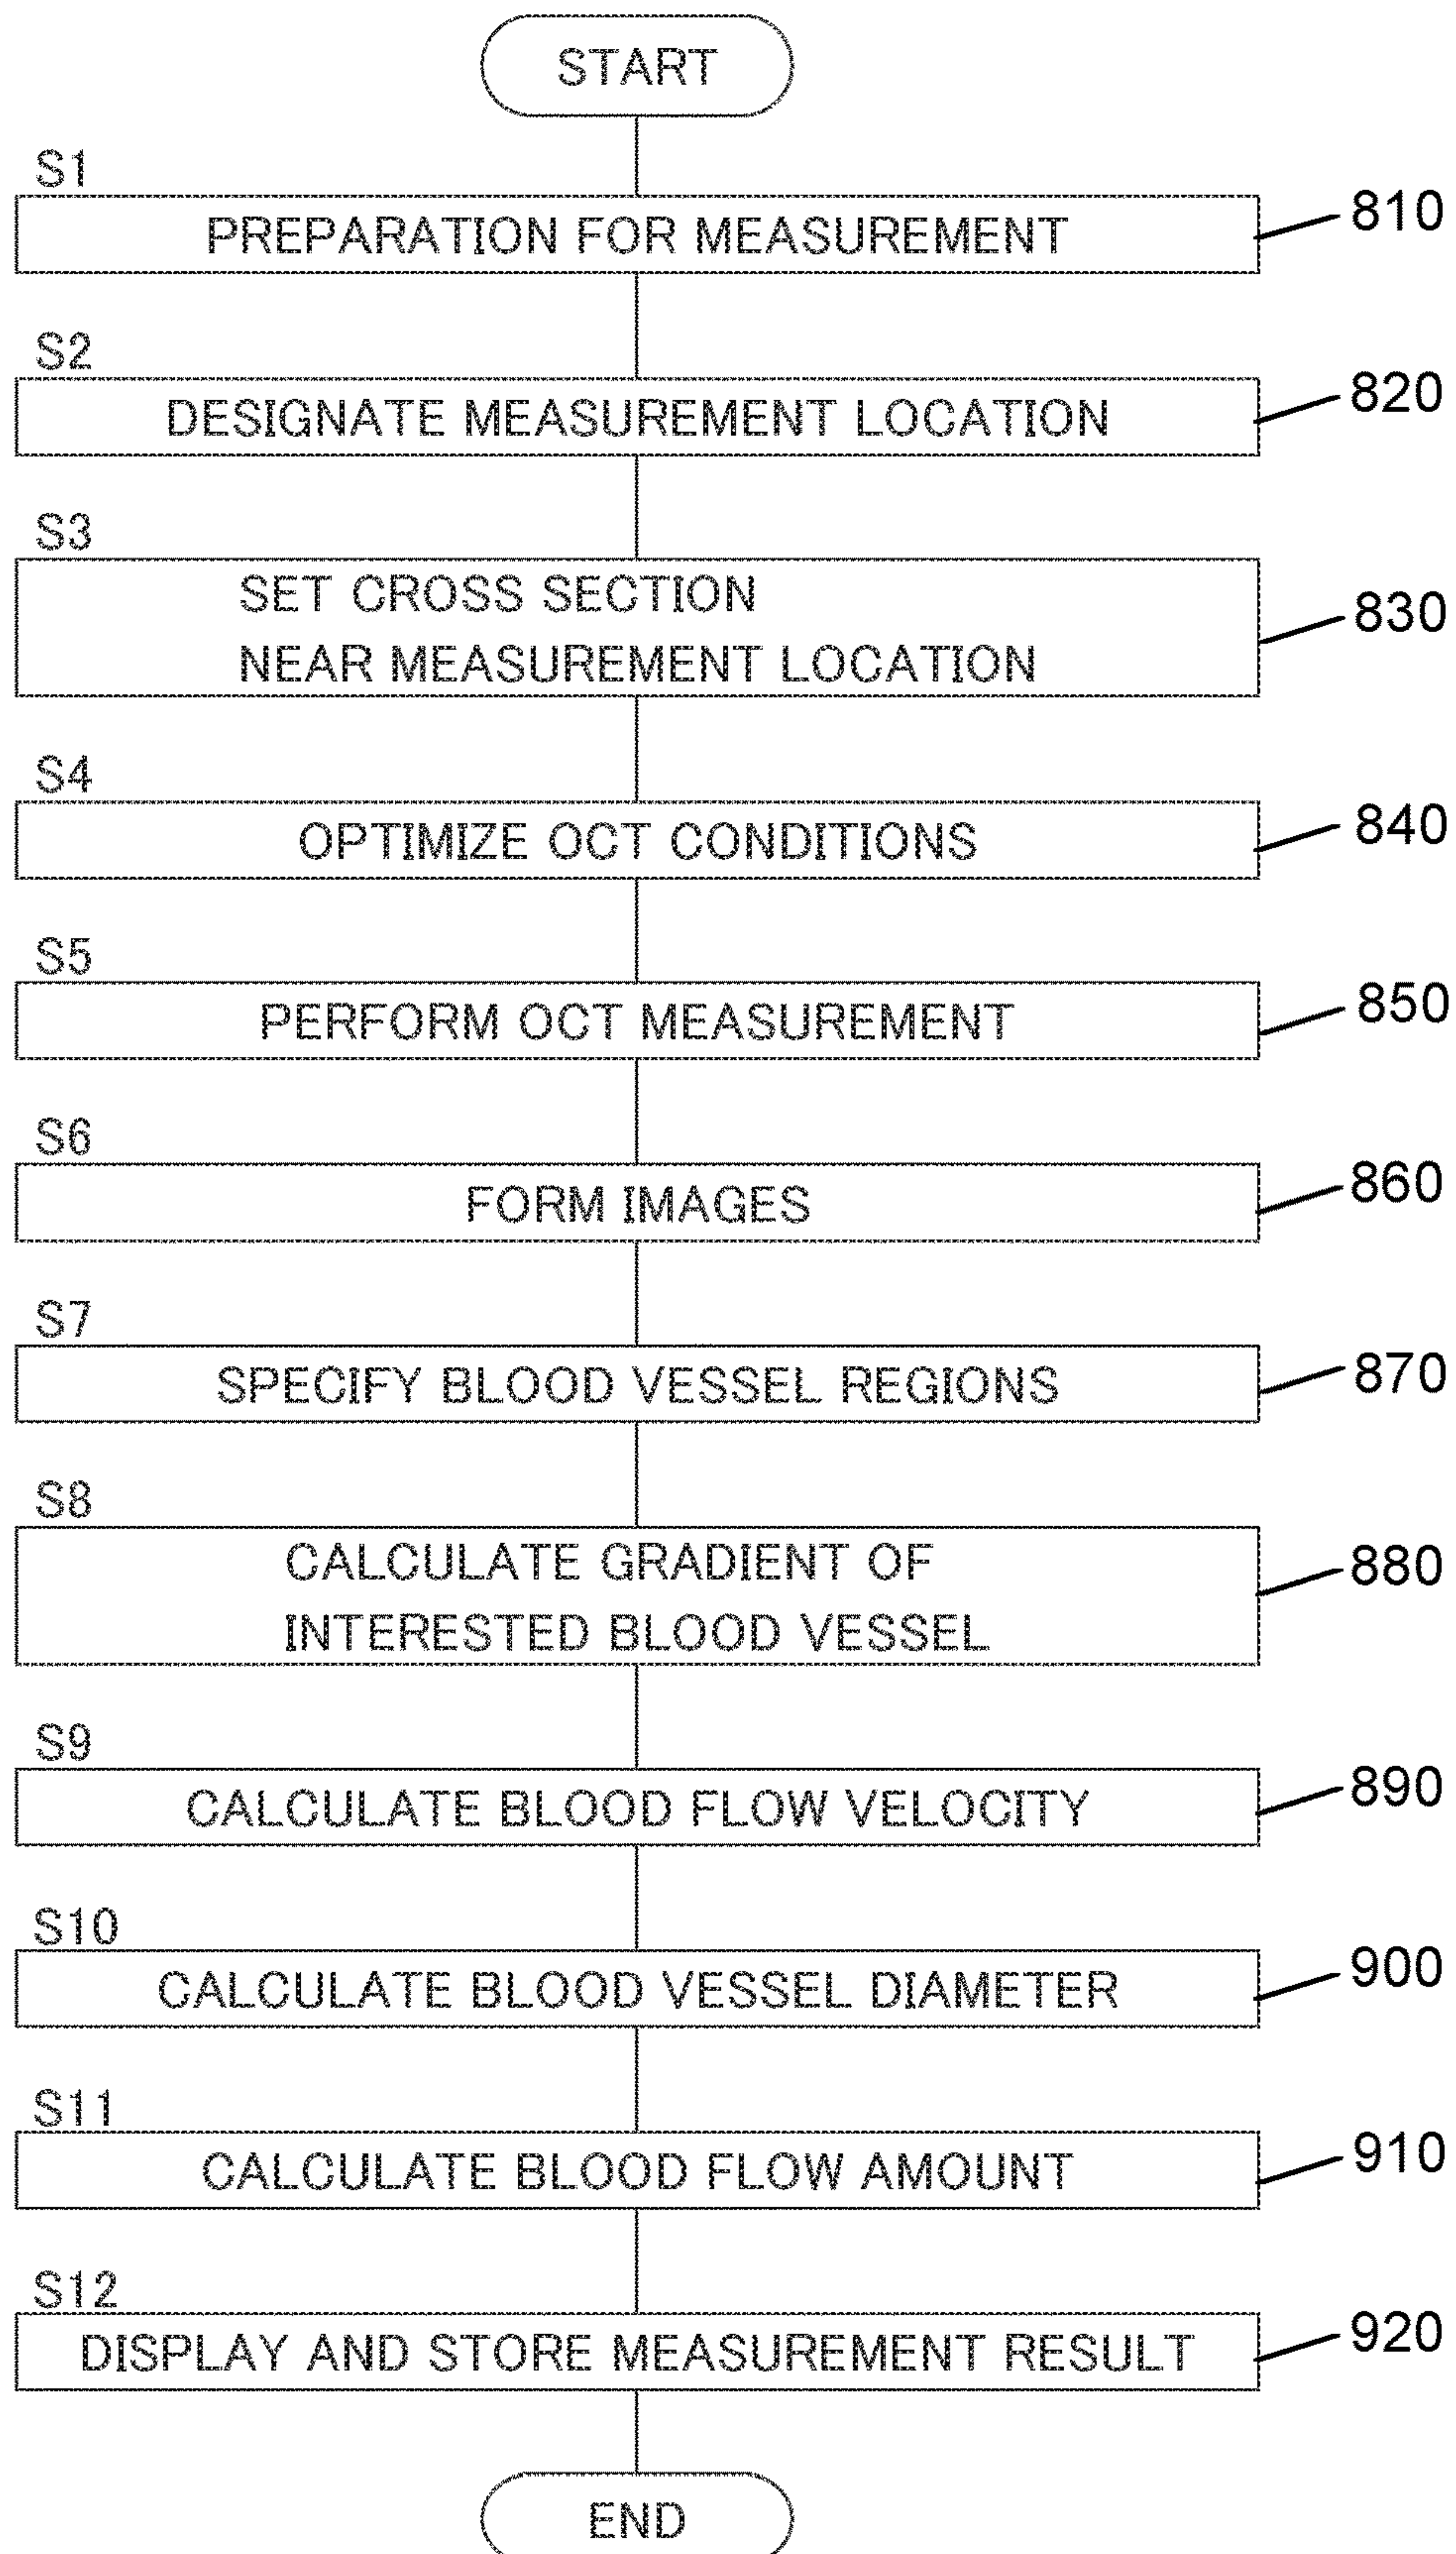 START
S1
PREPARATION FOR MEASUREMENT
810
S2
DESIGNATE MEASUREMENT LOCATION
820
S3
SET CROSS SECTION
NEAR MEASUREMENT LOCATION
830
S4
OPTIMIZE OCT CONDITIONS
840
S5
PERFORM OCT MEASUREMENT
850
S6
FORM IMAGES
860
S7
SPECIFY BLOOD VESSEL REGIONS
870
S8
CALCULATE GRADIENT OF
INTERESTED BLOOD VESSEL
880
S9
CALCULATE BLOOD FLOW VELOCITY
890
S10
CALCULATE BLOOD VESSEL DIAMETER
900
S11
CALCULATE BLOOD FLOW AMOUNT
910
S12
DISPLAY AND STORE MEASUREMENT RESULT
920
END